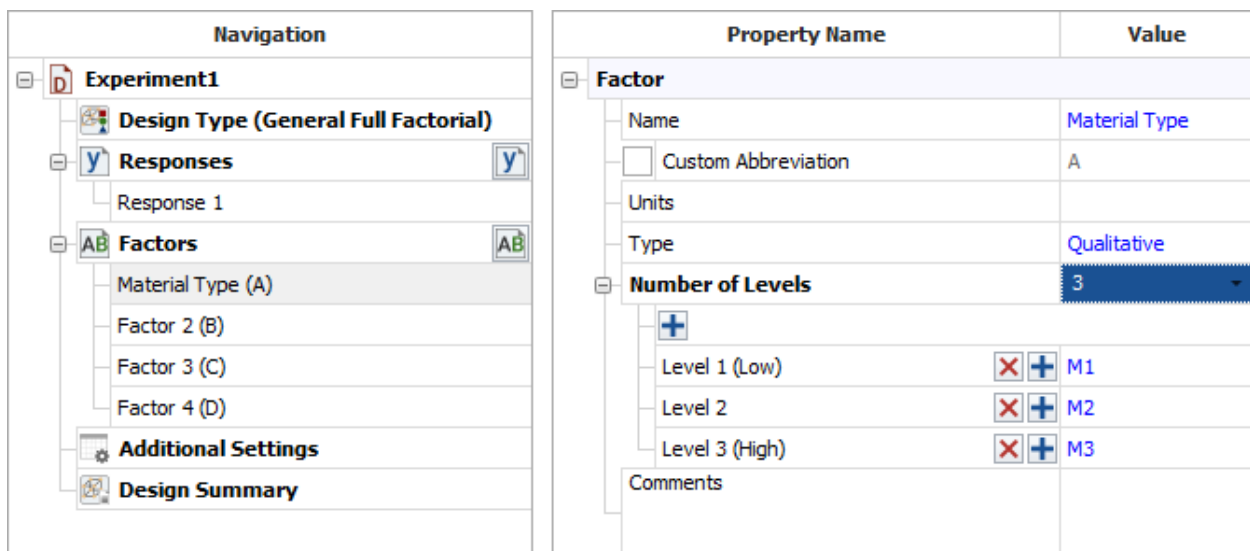 Navigation
Experiment1
Design Type (General Full Factorial)
Responses
Response 1
Factors
Material Type (A)
Factor 2 (B)
Factor 3 (C)
Factor 4 (D)
Additional Settings
Design Summary
Property Name Value
Factor
Name Material Type
Custom Abbreviation A
Units
Type Qualitative
Number of Levels 3
Level 1 (Low) M1
Level 2 M2
Level 3 (High) M3
Comments